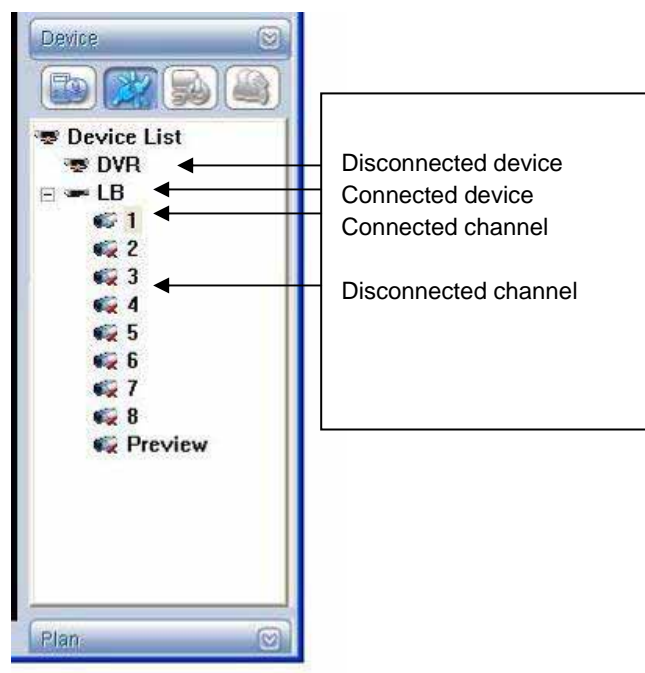 Device
Device List
DVR
LB
1
2
3
4
5
6
7
8
Preview
Plan
Disconnected device
Connected device
Connected channel
Disconnected channel